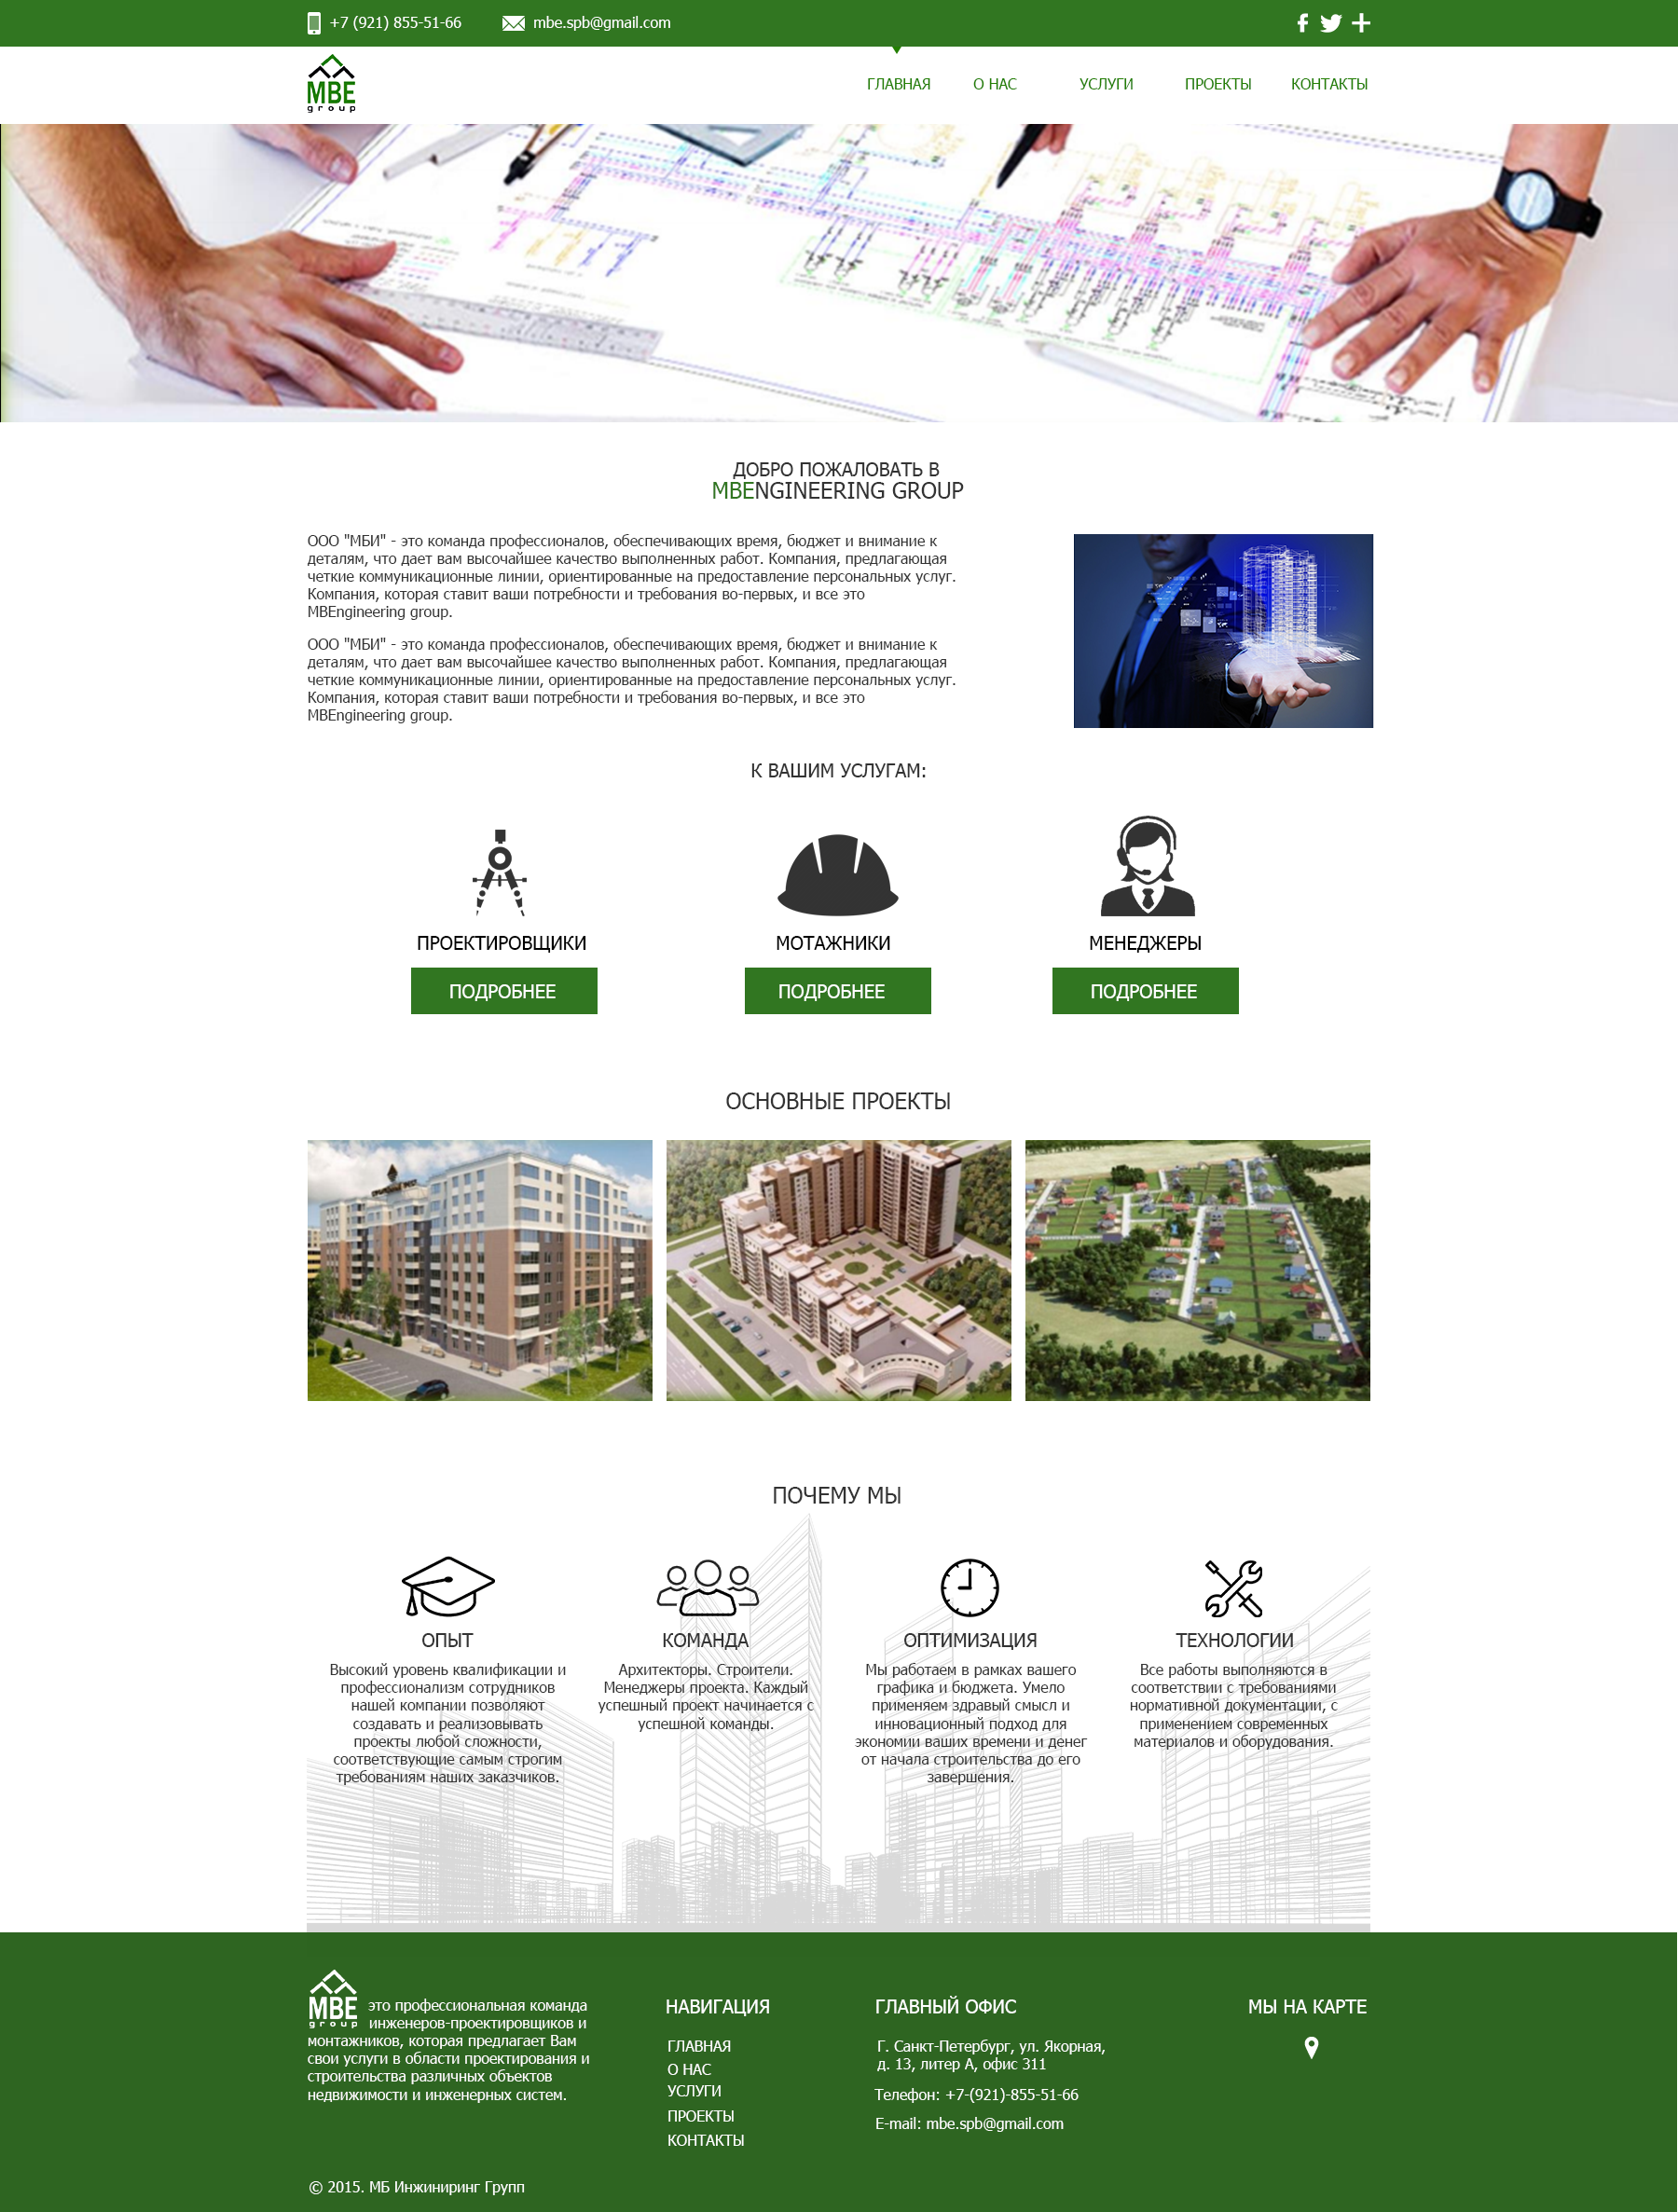 +7 (921) 855-51-66
mbe.spb@gmail.com
MBE
group
ГЛАВНАЯ
О НАС
УСЛУГИ
ПРОЕКТЫ
КОНТАКТЫ
ДОБРО ПОЖАЛОВАТЬ В
MBENGINEERING GROUP
ООО "МБИ" - это команда профессионалов, обеспечивающих время, бюджет и внимание к
деталям, что дает вам высочайшее качество выполненных работ. Компания, предлагающая
четкие коммуникационные линии, ориентированные на предоставление персональных услуг.
Компания, которая ставит ваши потребности и требования во-первых, и все это
MBEngineering group.
ООО "МБИ" - это команда профессионалов, обеспечивающих время, бюджет и внимание к
деталям, что дает вам высочайшее качество выполненных работ. Компания, предлагающая
четкие коммуникационные линии, ориентированные на предоставление персональных услуг.
Компания, которая ставит ваши потребности и требования во-первых, и все это
MBEngineering group.
К ВАШИМ УСЛУГАМ:
ПРОЕКТИРОВЩИКИ
МОТАЖНИКИ
МЕНЕДЖЕРЫ
ПОДРОБНЕЕ
ПОДРОБНЕЕ
ПОДРОБНЕЕ
ОСНОВНЫЕ ПРОЕКТЫ
ПОЧЕМУ МЫ
ОПЫТ
Высокий уровень квалификации и
профессионализм сотрудников
нашей компании позволяют
создавать и реализовывать
проекты любой сложности,
соответствующие самым строгим
требованиям наших заказчиков.
КОМАНДА
Архитекторы. Строители.
Менеджеры проекта. Каждый
успешный проект начинается с
успешной команды.
ОПТИМИЗАЦИЯ
Мы работаем в рамках вашего
графика и бюджета. Умело
применяем здравый смысл и
инновационный подход для
экономии ваших времени и денег
от начала строительства до его
завершения.
ТЕХНОЛОГИИ
Все работы выполняются в
соответствии с требованиями
нормативной документации, с
применением современных
материалов и оборудования.
MBE
group
это профессиональная команда
инженеров-проектировщиков и
монтажников, которая предлагает Вам
свои услуги в области проектирования и
строительства различных объектов
недвижимости и инженерных систем.
НАВИГАЦИЯ
ГЛАВНАЯ
О НАС
УСЛУГИ
ПРОЕКТЫ
КОНТАКТЫ
ГЛАВНЫЙ ОФИС
Г. Санкт-Петербург, ул. Якорная,
д. 13, литер А, офис 311
Телефон: +7-(921)-855-51-66
E-mail: mbe.spb@gmail.com
МЫ НА КАРТЕ
© 2015. МБ Инжиниринг Групп